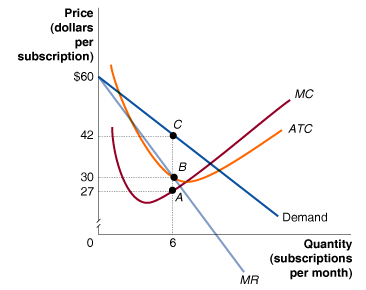 Price
(dollars
per
subscription)
$60
MC
C
ATC
42
B
30
27
A
Demand
0
6
Quantity
(subscriptions
per month)
MR